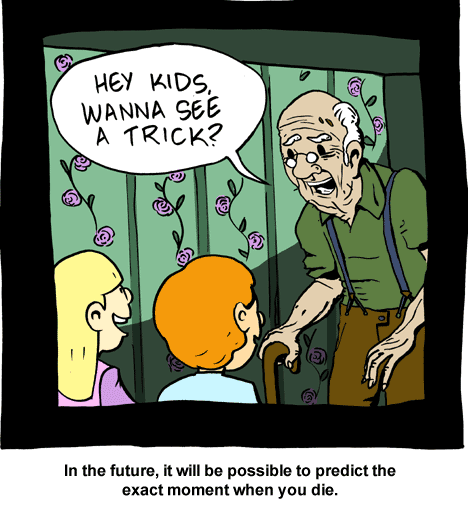 HEY KIDS,
WANNA SEE
A TRICK?
In the future, it will be possible to predict the
exact moment when you die.